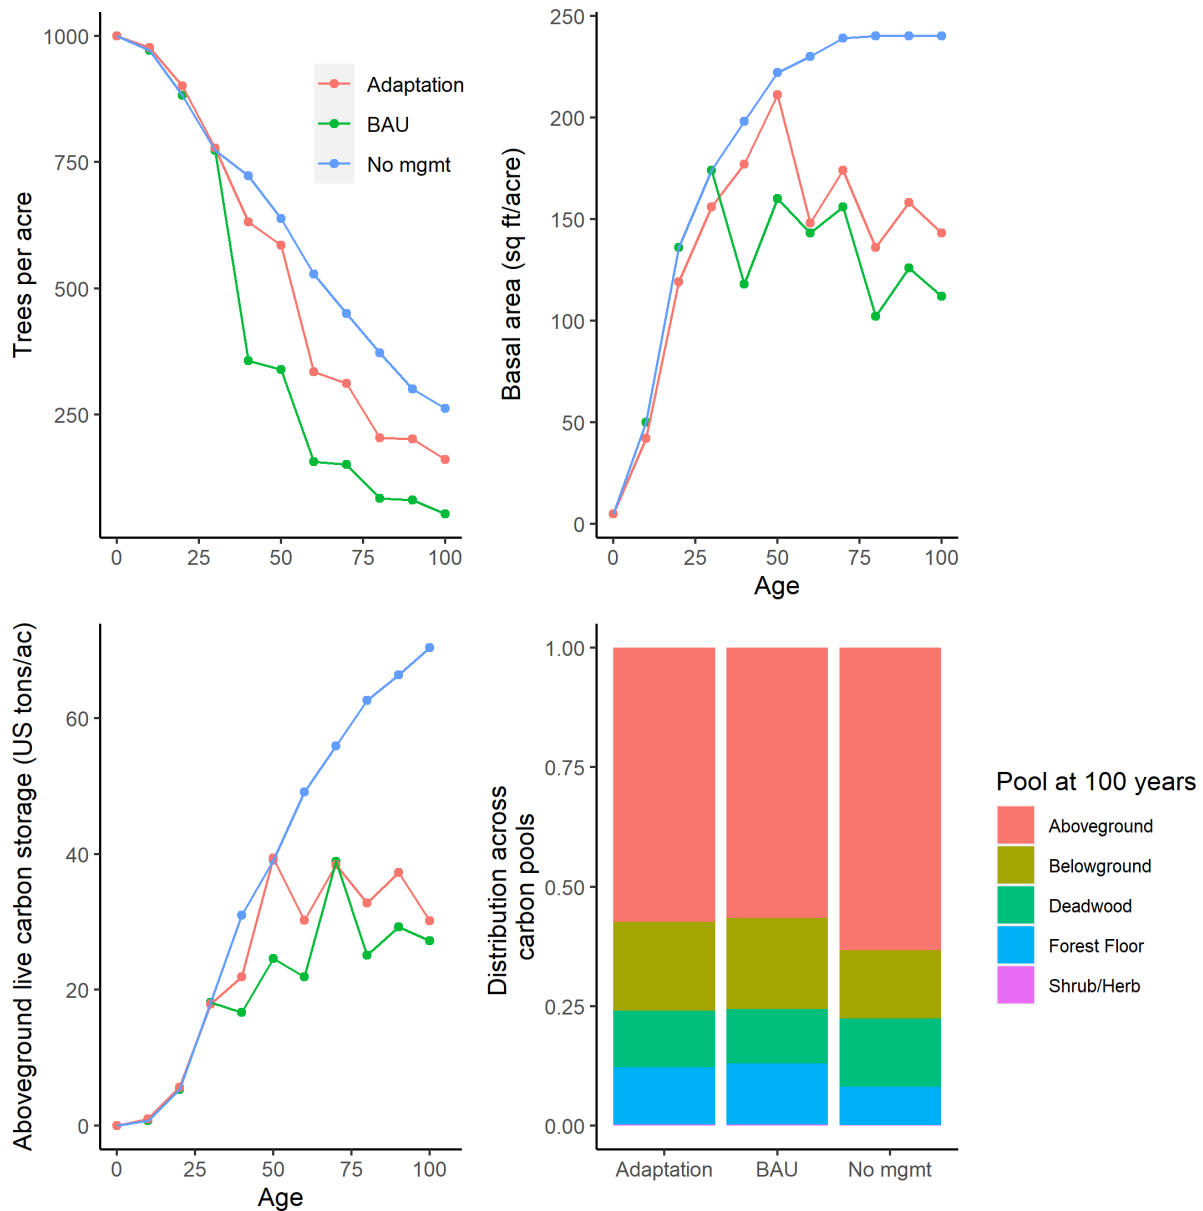 Trees per acre
1000
750
500
250
0 25 50 75 100
Adaptation
BAU
No mgmt
Basal area (sq ft/acre)
250
200
150
100
50
0
0 25 50 75 100
Age
Aboveground live carbon storage (US tons/ac)
60
40
20
0
0 25 50 75 100
Age
Distribution across
carbon pools
1.00
0.75
0.50
0.25
0.00
Adaptation BAU No mgmt
Pool at 100 years
Aboveground
Belowground
Deadwood
Forest Floor
Shrub/Herb